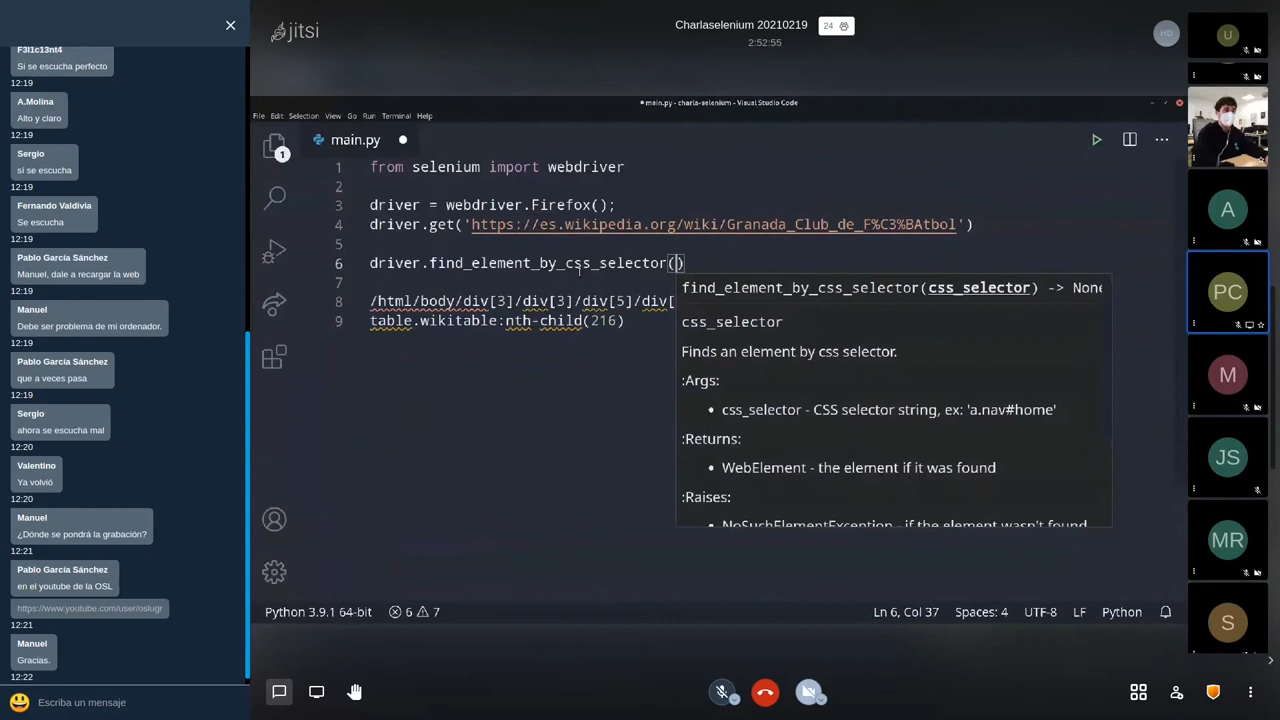 F3l1c13nt4
Si se escucha perfecto
12:19
A.Molina
Alto y claro
12:19
Sergio
sí se escucha
12:19
Fernando Valdivia
Se escucha
12:19
Pablo García Sánchez
Manuel, dale a recargar la web
12:19
Manuel
Debe ser problema de mi ordenador.
12:19
Pablo García Sánchez
que a veces pasa
12:19
Sergio
ahora se escucha mal
12:20
Valentino
Ya volvió
12:20
Manuel
¿Dónde se pondrá la grabación?
12:21
Pablo García Sánchez
en el youtube de la OSL
https://www.youtube.com/user/oslugr
12:21
Manuel
Gracias.
12:22
Escriba un mensaje
jitsi
Charlaselenium 20210219
24
2:52:55
HD
* main.py - charla-selenium - Visual Studio Code
File Edit Selection View Go Run Terminal Help
1
main.py
1 from selenium import webdriver
2
3 driver = webdriver.Firefox();
4 driver.get('https://es.wikipedia.org/wiki/Granada_Club_de_F%C3%BAtbol')
5
6 driver.find_element_by_css_selector()
7
8 /html/body/div[3]/div[3]/div[5]/div[
9 table.wikitable:nth-child(216)
find_element_by_css_selector(css_selector) -> None
css_selector
Finds an element by css selector.
:Args:
• css_selector - CSS selector string, ex: 'a.nav#home'
:Returns:
• WebElement - the element if it was found
:Raises:
• NoSuchElementException - if the element wasn't found
Python 3.9.1 64-bit
6 7
Ln 6, Col 37
Spaces: 4
UTF-8
LF
Python
U
A
PC
M
JS
MR
S